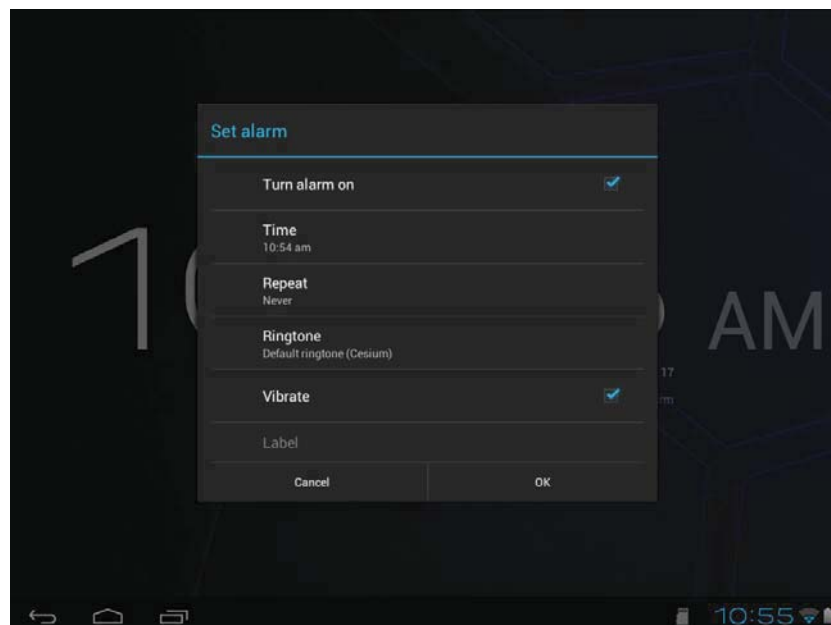 Set alarm
Turn alarm on
Time
10:54 am
Repeat
Never
Ringtone
Default ringtone (Cesium)
Vibrate
Label
Cancel
OK
AM
17
10:55